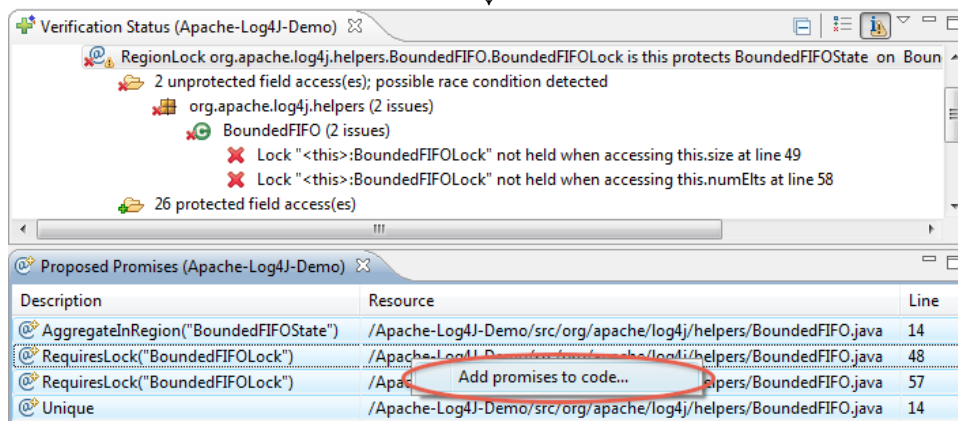 Verification Status (Apache-Log4J-Demo)
RegionLock org.apache.log4j.helpers.BoundedFIFO.BoundedFIFOLock is this protects BoundedFIFOState on Boun
2 unprotected field access(es); possible race condition detected
org.apache.log4j.helpers (2 issues)
BoundedFIFO (2 issues)
Lock "<this>:BoundedFIFOLock" not held when accessing this.size at line 49
Lock "<this>:BoundedFIFOLock" not held when accessing this.numElts at line 58
26 protected field access(es)
Proposed Promises (Apache-Log4J-Demo)
Description Resource Line
AggregateInRegion("BoundedFIFOState") /Apache-Log4J-Demo/src/org/apache/log4j/helpers/BoundedFIFO.java 14
RequiresLock("BoundedFIFOLock") /Apache-Log4J-Demo/src/org/apache/log4j/helpers/BoundedFIFO.java 48
Add promises to code...
RequiresLock("BoundedFIFOLock") /Apac helpers/BoundedFIFO.java 57
Unique /Apache-Log4J-Demo/src/org/apache/log4j/helpers/BoundedFIFO.java 14